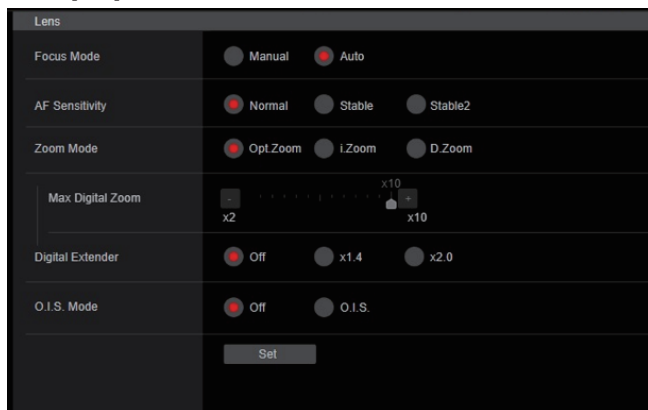 Lens
Focus Mode Manual Auto
AF Sensitivity Normal Stable Stable2
Zoom Mode Opt.Zoom i.Zoom D.Zoom
x10
Max Digital Zoom - +
x2 x10
Digital Extender Off x1.4 x2.0
O.I.S. Mode Off O.I.S.
Set